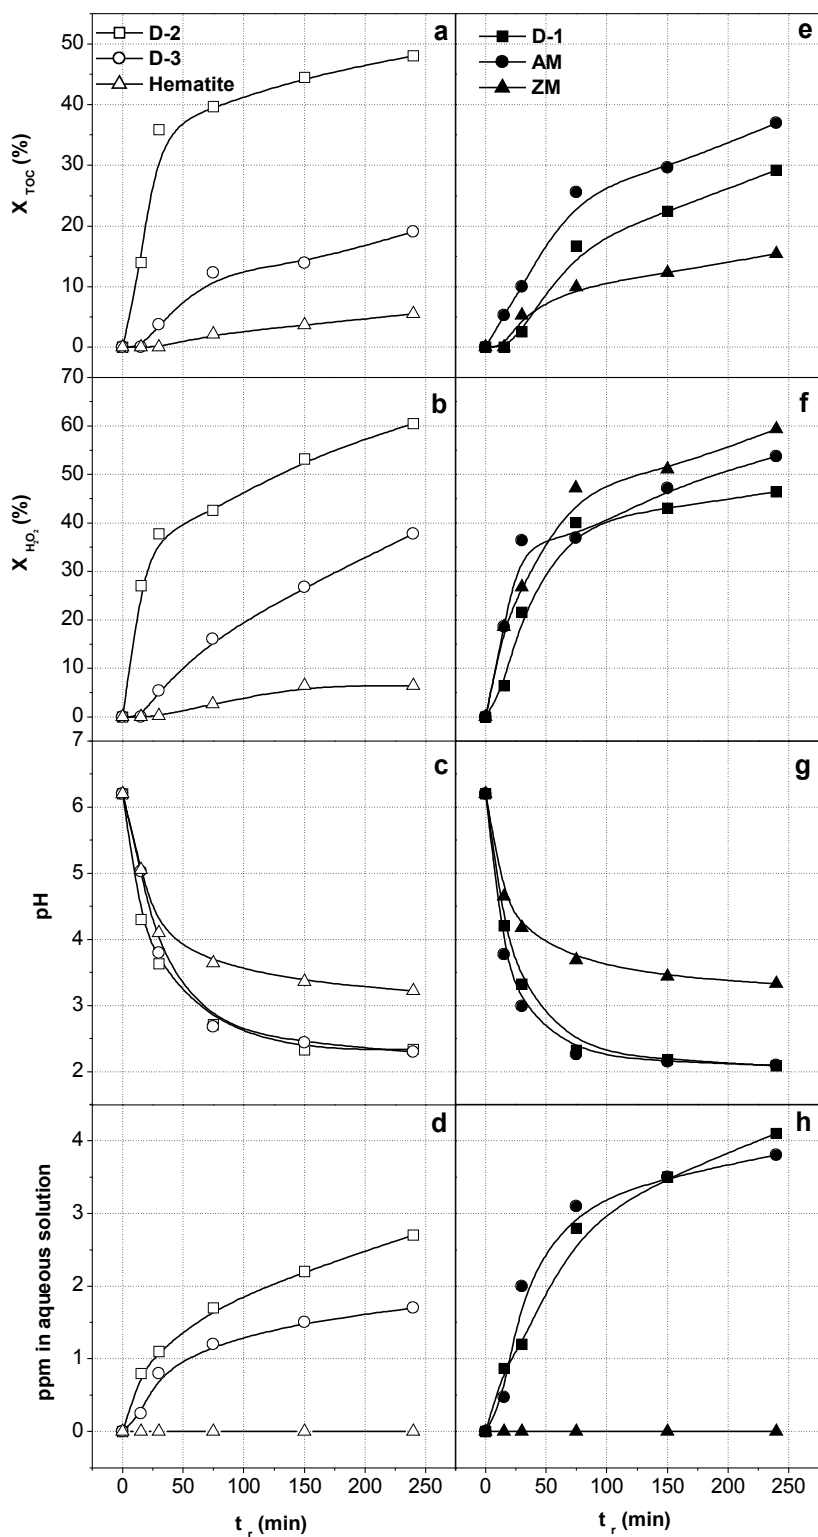 D-2
D-3
Hematite
a
50
40
30
20
10
0
X TOC (%)
D-1
AM
ZM
e
b
70
60
50
40
30
20
10
0
X H2O2 (%)
f
c
7
6
5
4
3
2
pH
g
d
4
3
2
1
0
ppm in aqueous solution
h
0 50 100 150 200 250
t r (min)
0 50 100 150 200 250
t r (min)